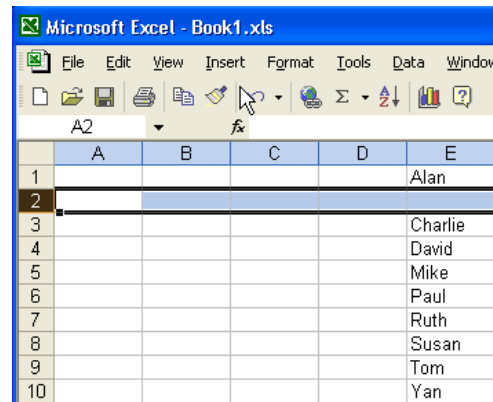 Microsoft Excel - Book1.xls
File Edit View Insert Format Tools Data Window
A2 fx
A B C D E
1 Alan
2
3 Charlie
4 David
5 Mike
6 Paul
7 Ruth
8 Susan
9 Tom
10 Yan